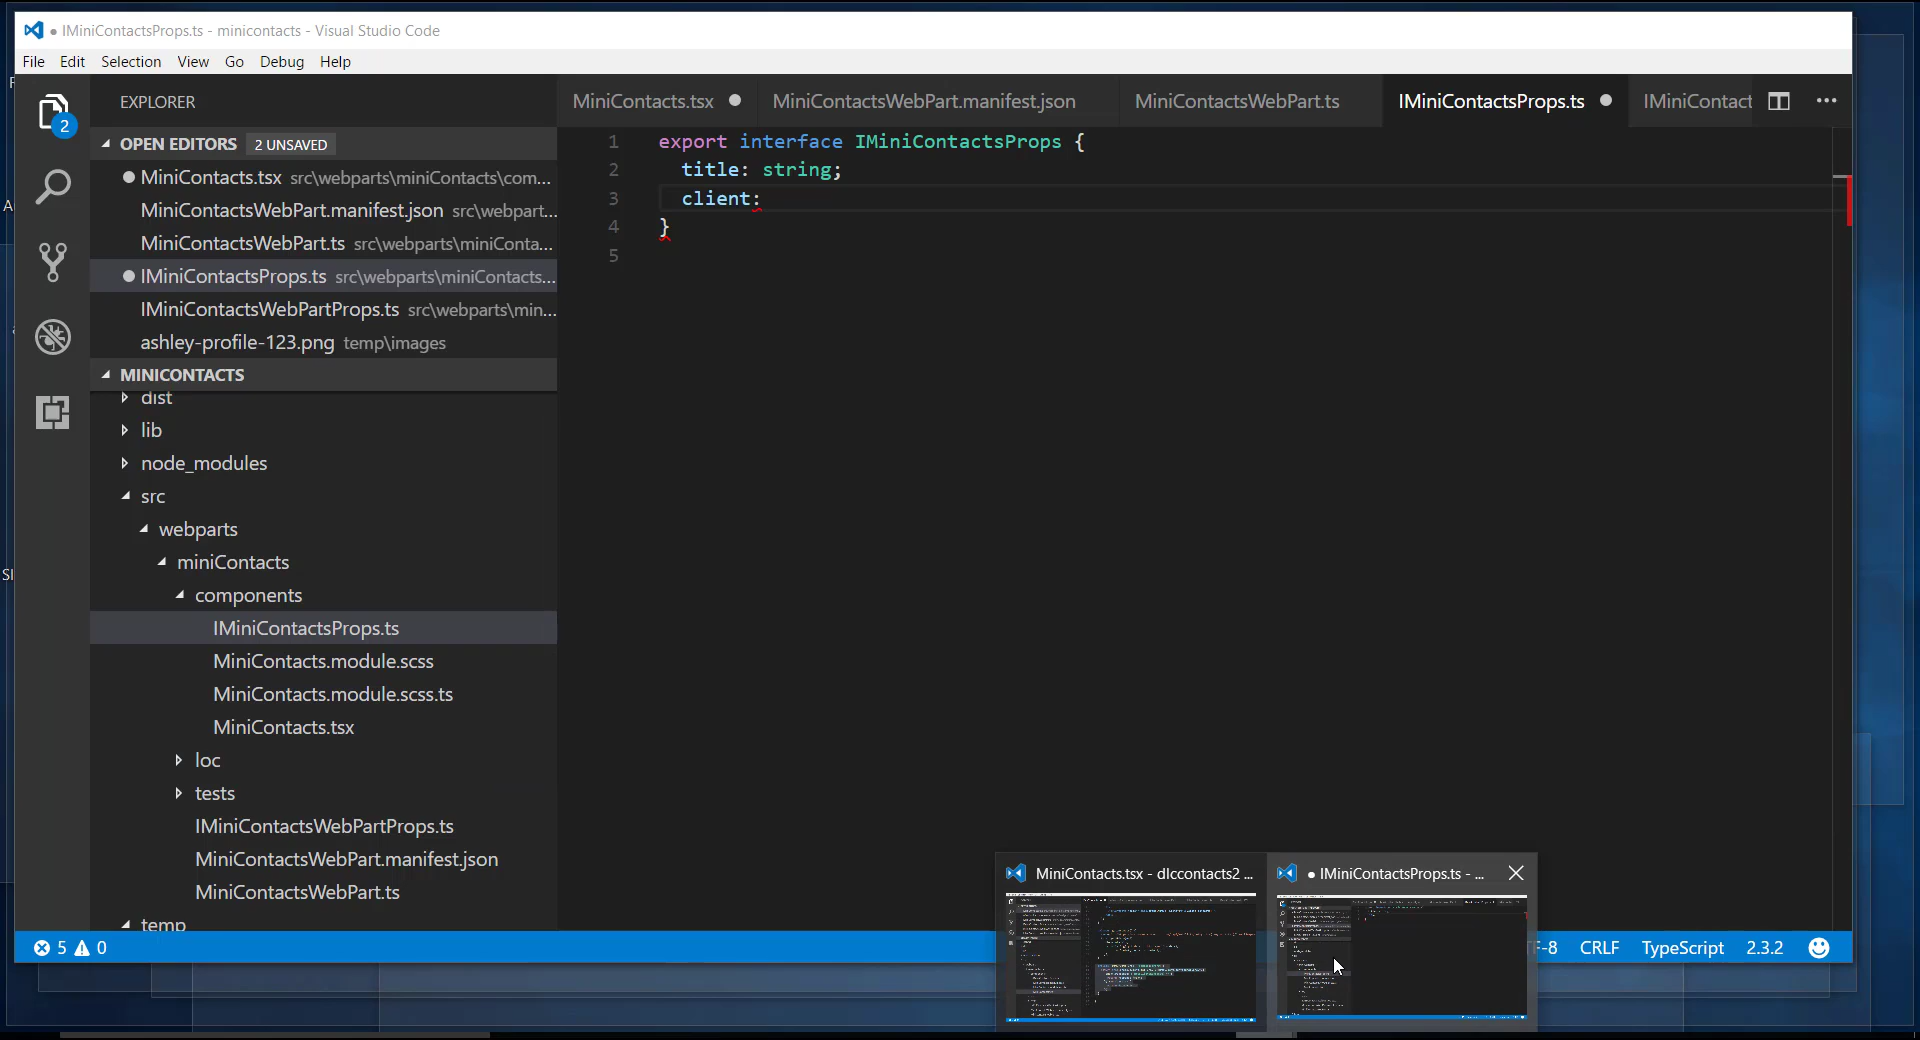 ● IMiniContactsProps.ts - minicontacts - Visual Studio Code
File Edit Selection View Go Debug Help
2
EXPLORER
MiniContacts.tsx ● MiniContactsWebPart.manifest.json MiniContactsWebPart.ts IMiniContactsProps.ts ● IMiniContact ...
OPEN EDITORS 2 UNSAVED
● MiniContacts.tsx src\webparts\miniContacts\com...
MiniContactsWebPart.manifest.json src\webpart...
MiniContactsWebPart.ts src\webparts\miniConta...
● IMiniContactsProps.ts src\webparts\miniContacts...
IMiniContactsWebPartProps.ts src\webparts\min...
ashley-profile-123.png temp\images
MINICONTACTS
dist
lib
node_modules
src
webparts
miniContacts
components
IMiniContactsProps.ts
MiniContacts.module.scss
MiniContacts.module.scss.ts
MiniContacts.tsx
loc
tests
IMiniContactsWebPartProps.ts
MiniContactsWebPart.manifest.json
MiniContactsWebPart.ts
temp
1 export interface IMiniContactsProps {
2 title: string;
3 client:
4 }
5
MiniContacts.tsx - dlccontacts2 ...
● IMiniContactsProps.ts - ...
5 0
F-8 CRLF TypeScript 2.3.2